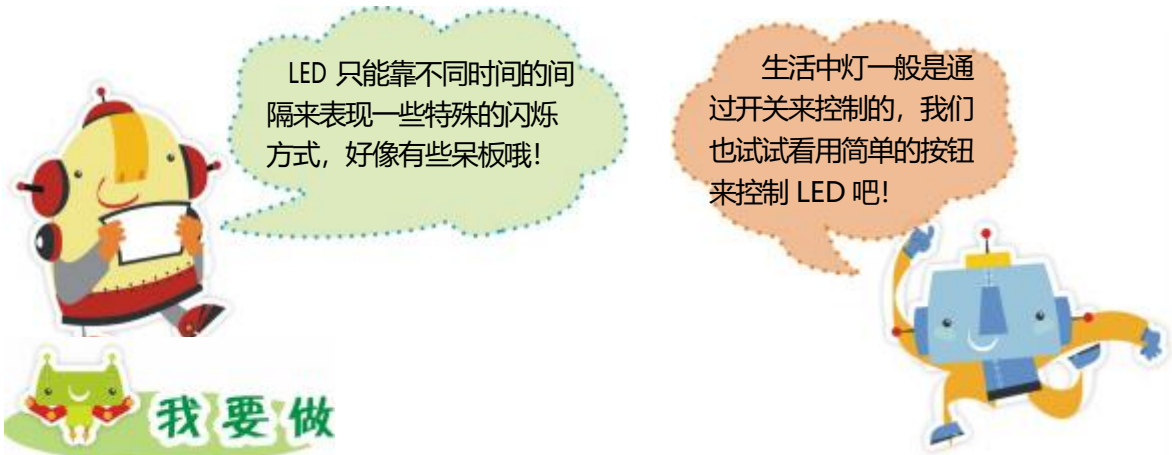 LED 只能靠不同时间的间
隔来表现一些特殊的闪烁
方式，好像有些呆板哦！
生活中灯一般是通
过开关来控制的，我们
也试试看用简单的按钮
来控制 LED 吧！
我要做